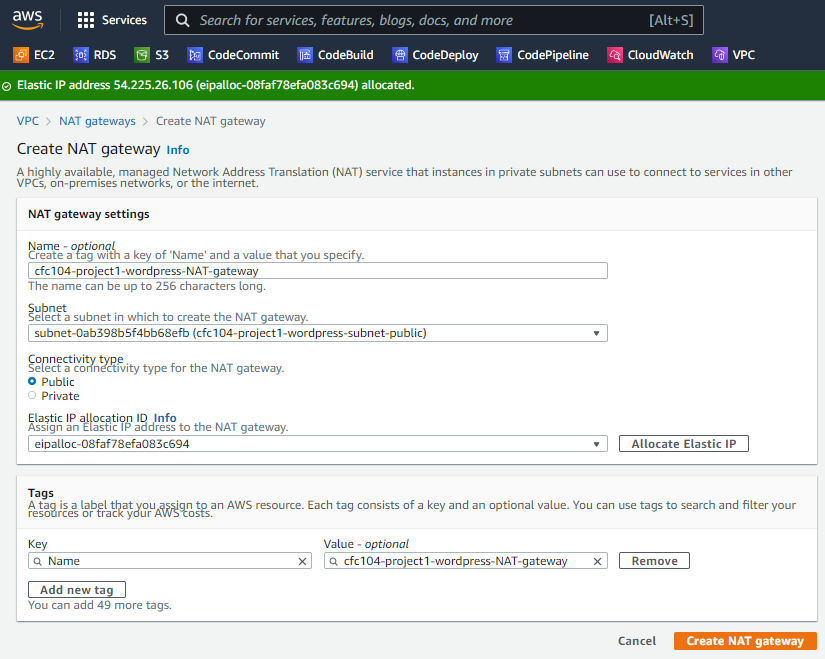 aws Services Search for services, features, blogs, docs, and more [Alt+S]
EC2 RDS S3 CodeCommit CodeBuild CodeDeploy CodePipeline CloudWatch VPC
Elastic IP address 54.225.26.106 (eipalloc-08faf78efa083c694) allocated.
VPC > NAT gateways > Create NAT gateway
Create NAT gateway Info
A highly available, managed Network Address Translation (NAT) service that instances in private subnets can use to connect to services in other
VPCs, on-premises networks, or the internet.
NAT gateway settings
Name - optional
Create a tag with a key of 'Name' and a value that you specify.
cfc104-project1-wordpress-NAT-gateway
The name can be up to 256 characters long.
Subnet
Select a subnet in which to create the NAT gateway.
subnet-0ab398b5f4bb68efb (cfc104-project1-wordpress-subnet-public)
Connectivity type
Select a connectivity type for the NAT gateway.
Public
Private
Elastic IP allocation ID Info
Assign an Elastic IP address to the NAT gateway.
eipalloc-08faf78efa083c694 Allocate Elastic IP
Tags
A tag is a label that you assign to an AWS resource. Each tag consists of a key and an optional value. You can use tags to search and filter your
resources or track your AWS costs.
Key Value - optional
Name cfc104-project1-wordpress-NAT-gateway Remove
Add new tag
You can add 49 more tags.
Cancel Create NAT gateway